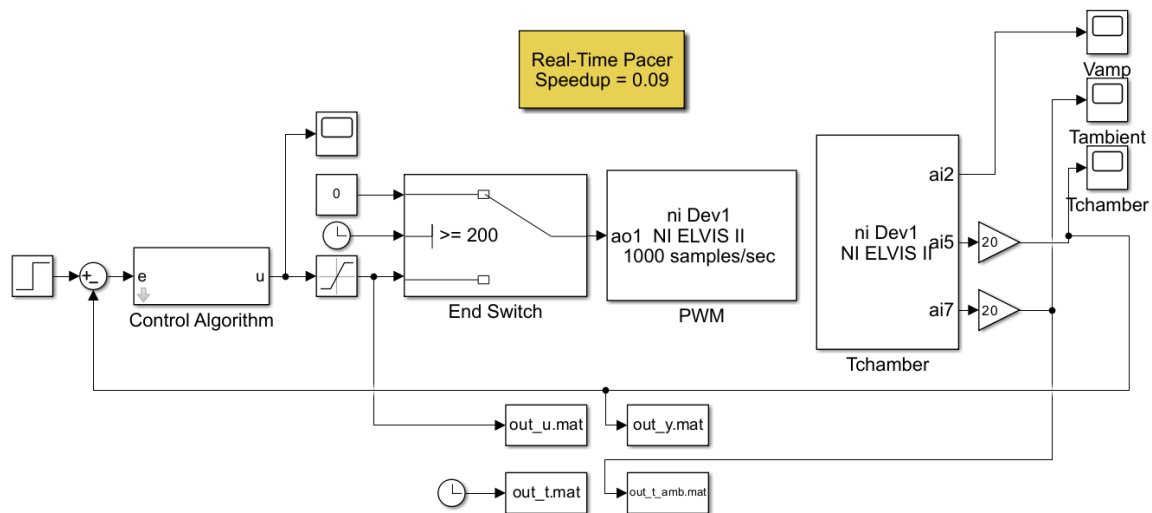 Real-Time Pacer
Speedup = 0.09
Vamp
Tambient
Tchamber
ai2
ni Dev1
NI ELVIS II
ai5
20
ai7
20
Tchamber
0
>= 200
End Switch
ni Dev1
ao1 NI ELVIS II
1000 samples/sec
PWM
+
−
e
u
Control Algorithm
out_u.mat
out_y.mat
out_t.mat
out_t_amb.mat